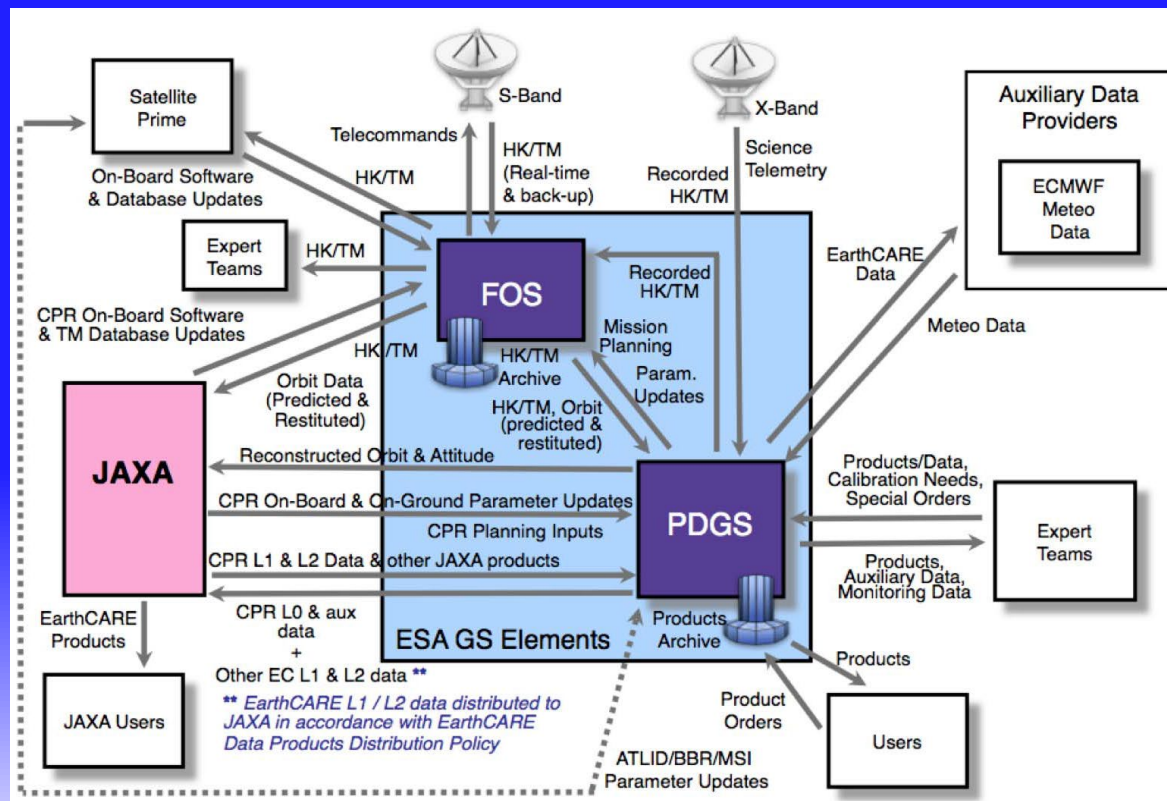 S-Band
X-Band
Satellite
Prime
Telecommands
HK/TM
(Real-time
& back-up)
Science
Telemetry
Recorded
HK/TM
Auxiliary Data
Providers
ECMWF
Meteo
Data
HK/TM
On-Board Software
& Database Updates
Expert
Teams
HK/TM
FOS
Recorded
HK/TM
EarthCARE
Data
Meteo Data
CPR On-Board Software
& TM Database Updates
HK/TM
HK/TM
Archive
Mission
Planning
Param.
Updates
Orbit Data
(Predicted &
Restituted)
HK/TM, Orbit
(predicted &
restituted)
JAXA
Reconstructed Orbit & Attitude
CPR On-Board & On-Ground Parameter Updates
CPR Planning Inputs
CPR L1 & L2 Data & other JAXA products
PDGS
Products/Data,
Calibration Needs,
Special Orders
Expert
Teams
Products,
Auxiliary Data,
Monitoring Data
EarthCARE
Products
CPR L0 & aux
data
+
Other EC L1 & L2 data **
ESA GS Elements
Products
Archive
Products
Product
Orders
Users
JAXA Users
** EarthCARE L1 / L2 data distributed to
JAXA in accordance with EarthCARE
Data Products Distribution Policy
ATLID/BBR/MSI
Parameter Updates